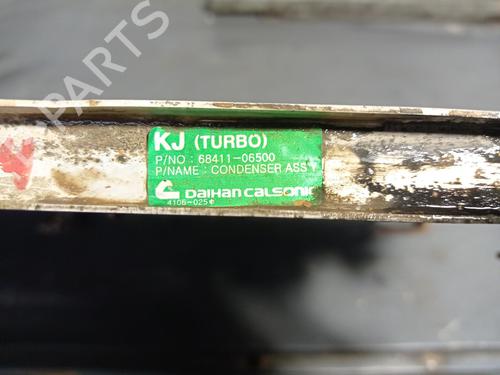 KJ (TURBO)
P/NO : 68411-06500
P/NAME : CONDENSER ASS'Y
DAIHAN CALSONIC
4106-025
B-PARTS